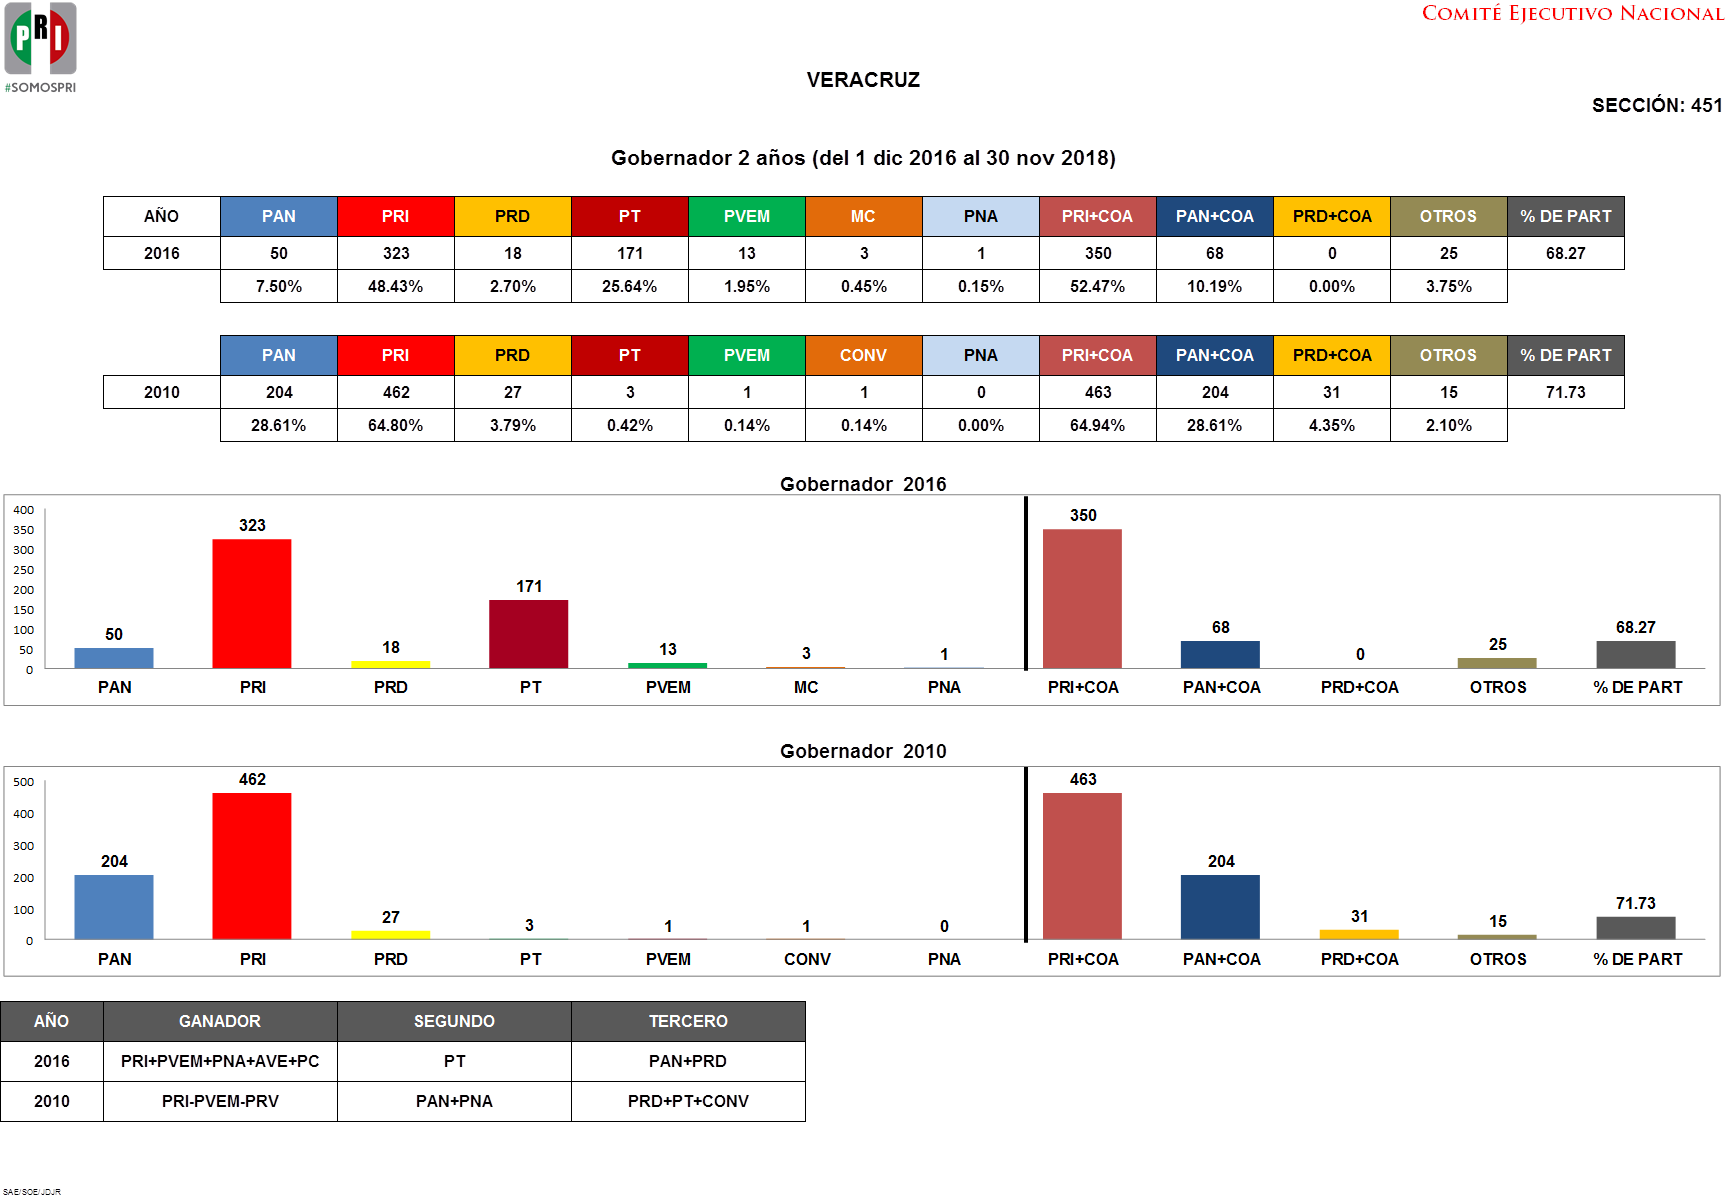 PRI
#SOMOSPRI
COMITÉ EJECUTIVO NACIONAL
VERACRUZ
SECCIÓN: 451
Gobernador 2 años (del 1 dic 2016 al 30 nov 2018)
AÑO PAN PRI PRD PT PVEM MC PNA PRI+COA PAN+COA PRD+COA OTROS % DE PART
2016 50 323 18 171 13 3 1 350 68 0 25 68.27
7.50% 48.43% 2.70% 25.64% 1.95% 0.45% 0.15% 52.47% 10.19% 0.00% 3.75%
PAN PRI PRD PT PVEM CONV PNA PRI+COA PAN+COA PRD+COA OTROS % DE PART
2010 204 462 27 3 1 1 0 463 204 31 15 71.73
28.61% 64.80% 3.79% 0.42% 0.14% 0.14% 0.00% 64.94% 28.61% 4.35% 2.10%
Gobernador 2016
400
350
300
250
200
150
100
50
0
50 323 18 171 13 3 1 350 68 0 25 68.27
PAN PRI PRD PT PVEM MC PNA PRI+COA PAN+COA PRD+COA OTROS % DE PART
Gobernador 2010
500
400
300
200
100
0
204 462 27 3 1 1 0 463 204 31 15 71.73
PAN PRI PRD PT PVEM CONV PNA PRI+COA PAN+COA PRD+COA OTROS % DE PART
AÑO GANADOR SEGUNDO TERCERO
2016 PRI+PVEM+PNA+AVE+PC PT PAN+PRD
2010 PRI-PVEM-PRV PAN+PNA PRD+PT+CONV
SAE/SOE/JDJR